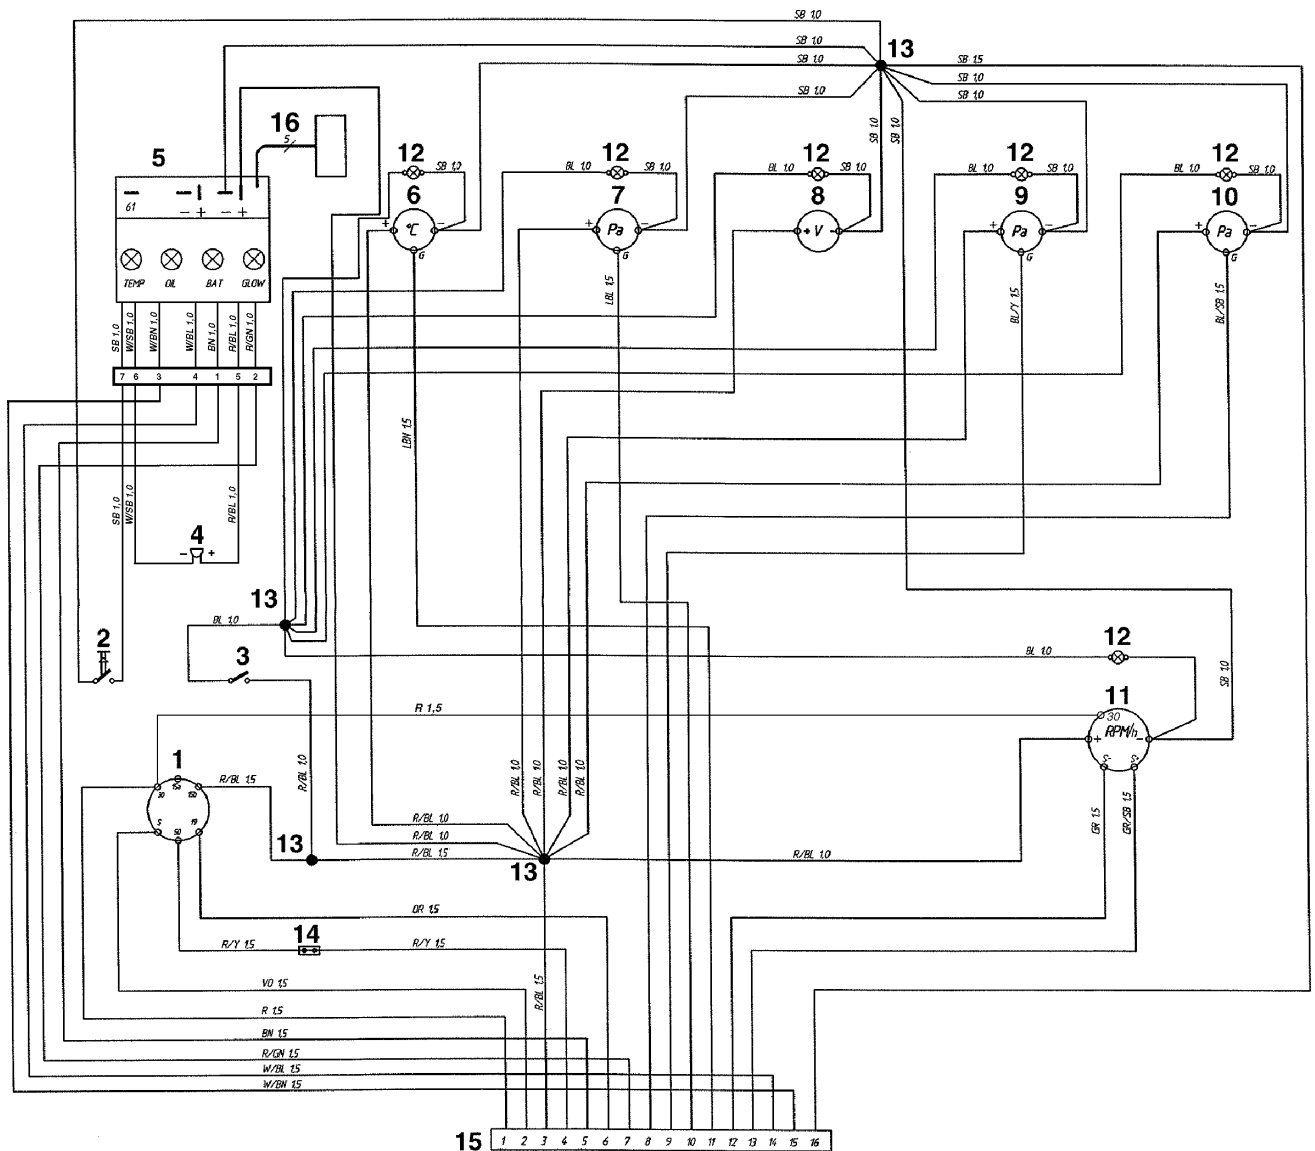 SB 1,0
SB 1,0
SB 1,0
13
SB 1,5
SB 1,0
SB 1,0
SB 1,0
SB 1,0
SB 1,0
16
5
5
61
− + − +
TEMP OIL BAT GLOW
12
SB 1,0
6
+ °C −
G
BL 1,0
12
SB 1,0
7
+ Pa −
G
BL 1,0
12
SB 1,0
8
+ V -
BL 1,0
12
SB 1,0
9
+ Pa −
G
BL 1,0
12
SB 1,0
10
+ Pa −
G
LBL 1,5
BL/Y 1,5
BL/SB 1,5
SB 1,0
W/SB 1,0
W/BN 1,0
W/BL 1,0
BN 1,0
R/BL 1,0
R/GN 1,0
7 6 3 4 1 5 2
LBN 1,5
SB 1,0
W/SB 1,0
R/BL 1,0
4
− +
13
BL 1,0
2
3
BL 1,0
12
SB 1,0
R 1,5
11
30
+ RPM/h −
1
30 15a 15b
5 50 19
R/BL 1,5
R/BL 1,0
R/BL 1,0
R/BL 1,0
R/BL 1,0
R/BL 1,0
GR 1,5
GR/SB 1,5
R/BL 1,0
R/BL 1,0
13
R/BL 1,5
13
R/BL 1,0
OR 1,5
R/Y 1,5
14
R/Y 1,5
R/BL 1,5
VO 1,5
R 1,5
BN 1,5
R/GN 1,5
W/BL 1,5
W/BN 1,5
15
1 2 3 4 5 6 7 8 9 10 11 12 13 14 15 16